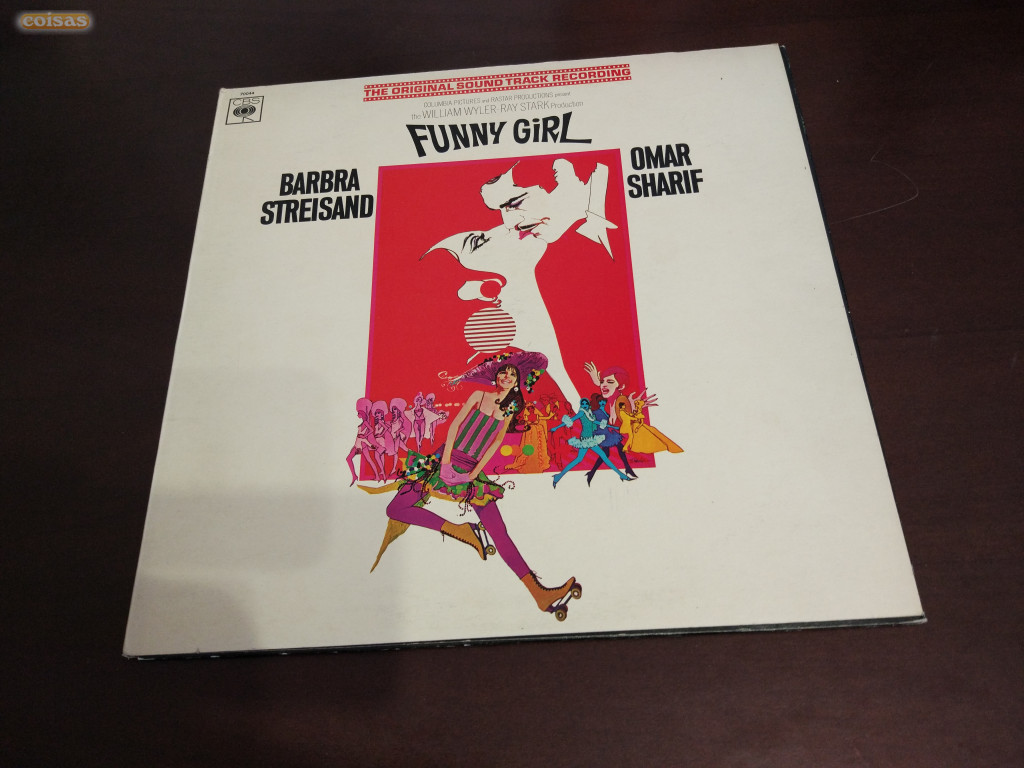 coisas
THE ORIGINAL SOUND TRACK RECORDING
70044
CBS
COLUMBIA PICTURES and RASTAR PRODUCTIONS present
the WILLIAM WYLER-RAY STARK Production
FUNNY GIRL
BARBRA
STREISAND
OMAR
SHARIF